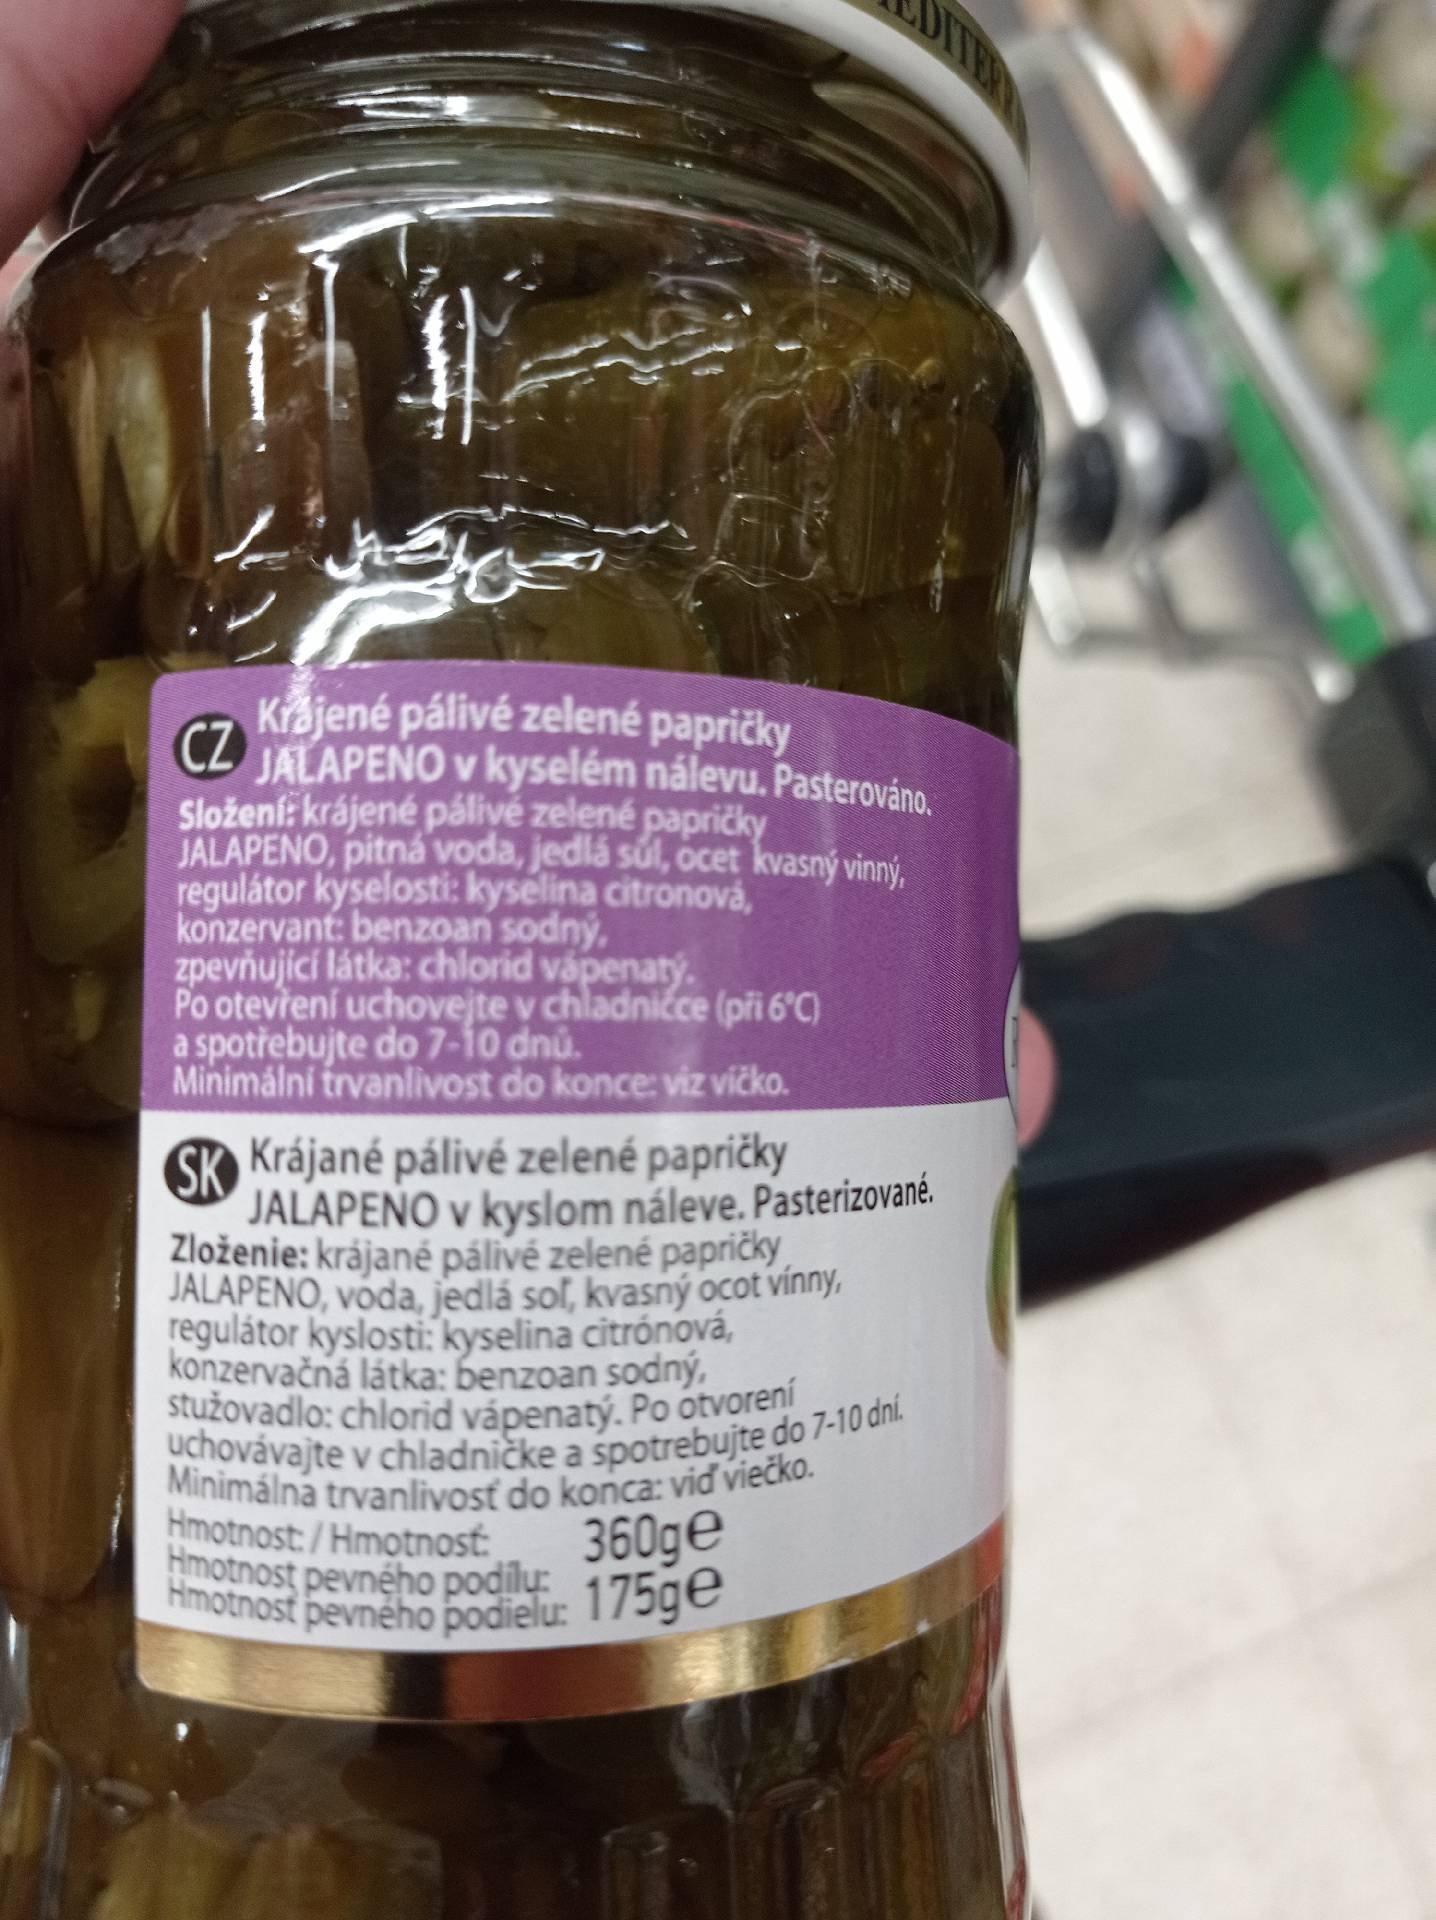 CZ Krájené pálivé zelené papričky
JALAPENO v kyselém nálevu. Pasterováno.
Složení: krájené pálivé zelené papričky
JALAPENO, pitná voda, jedlá sůl, ocet kvasný vinný,
regulátor kyselosti: kyselina citronová,
konzervant: benzoan sodný,
zpevňující látka: chlorid vápenatý.
Po otevření uchovejte v chladničce (při 6°C)
a spotřebujte do 7-10 dnů.
Minimální trvanlivost do konce: viz víčko.
SK Krájané pálivé zelené papričky
JALAPENO v kyslom náleve. Pasterizované.
Zloženie: krájané pálivé zelené papričky
JALAPENO, voda, jedlá soľ, kvasný ocot vínny,
regulátor kyslosti: kyselina citrónová,
konzervačná látka: benzoan sodný,
stužovadlo: chlorid vápenatý. Po otvorení
uchovávajte v chladničke a spotrebujte do 7-10 dní.
Minimálna trvanlivosť do konca: viď viečko.
Hmotnost: / Hmotnosť: 360g e
Hmotnost pevného podílu:
Hmotnosť pevného podielu: 175g e